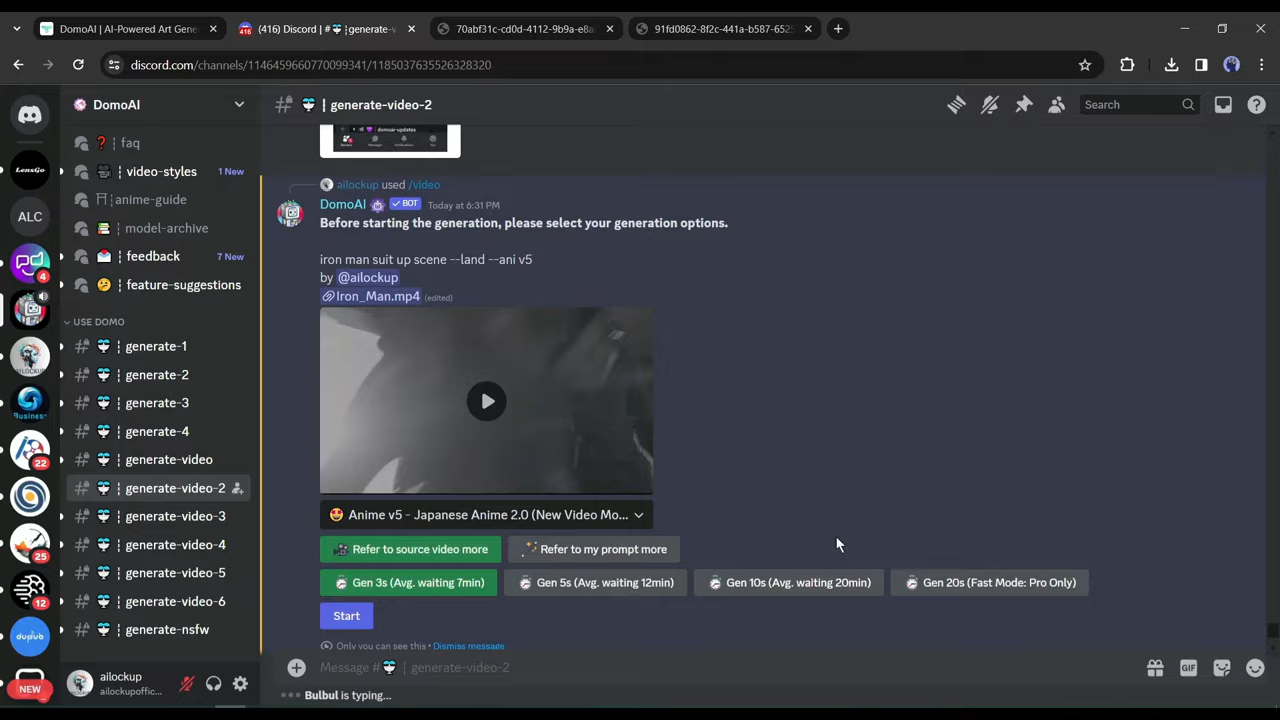 DomoAI | AI-Powered Art Gene
(416) Discord | # generate-v
70abf31c-cd0d-4112-9b9a-e8a
91fd0862-8f2c-441a-b587-652
discord.com/channels/1146459660770099341/1185037635526328320
DomoAI
generate-video-2
Search
faq
video-styles
1 New
anime-guide
model-archive
feedback
7 New
feature-suggestions
USE DOMO
generate-1
generate-2
generate-3
generate-4
generate-video
generate-video-2
generate-video-3
generate-video-4
generate-video-5
generate-video-6
generate-nsfw
ailockup
ailockupoffic...
LensGo
ALC
4
Business
22
25
12
dupdub
NEW
domoai-updates
ailockup used /video
DomoAI BOT Today at 6:31 PM
Before starting the generation, please select your generation options.
iron man suit up scene --land --ani v5
by @ailockup
Iron_Man.mp4 (edited)
Anime v5 - Japanese Anime 2.0 (New Video Mo...
Refer to source video more
Refer to my prompt more
Gen 3s (Avg. waiting 7min)
Gen 5s (Avg. waiting 12min)
Gen 10s (Avg. waiting 20min)
Gen 20s (Fast Mode: Pro Only)
Start
Only you can see this • Dismiss message
Message # | generate-video-2
GIF
Bulbul is typing...